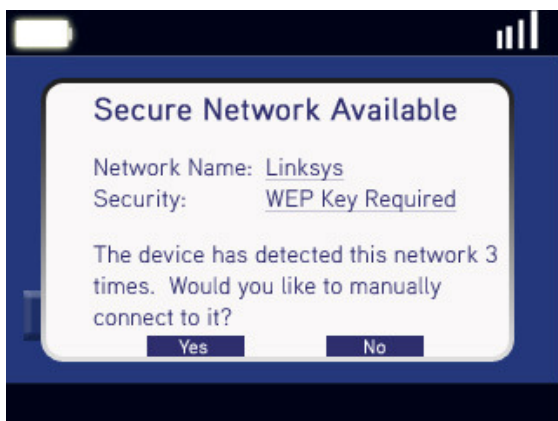 Secure Network Available
Network Name: Linksys
Security: WEP Key Required
The device has detected this network 3
times. Would you like to manually
connect to it?
Yes No